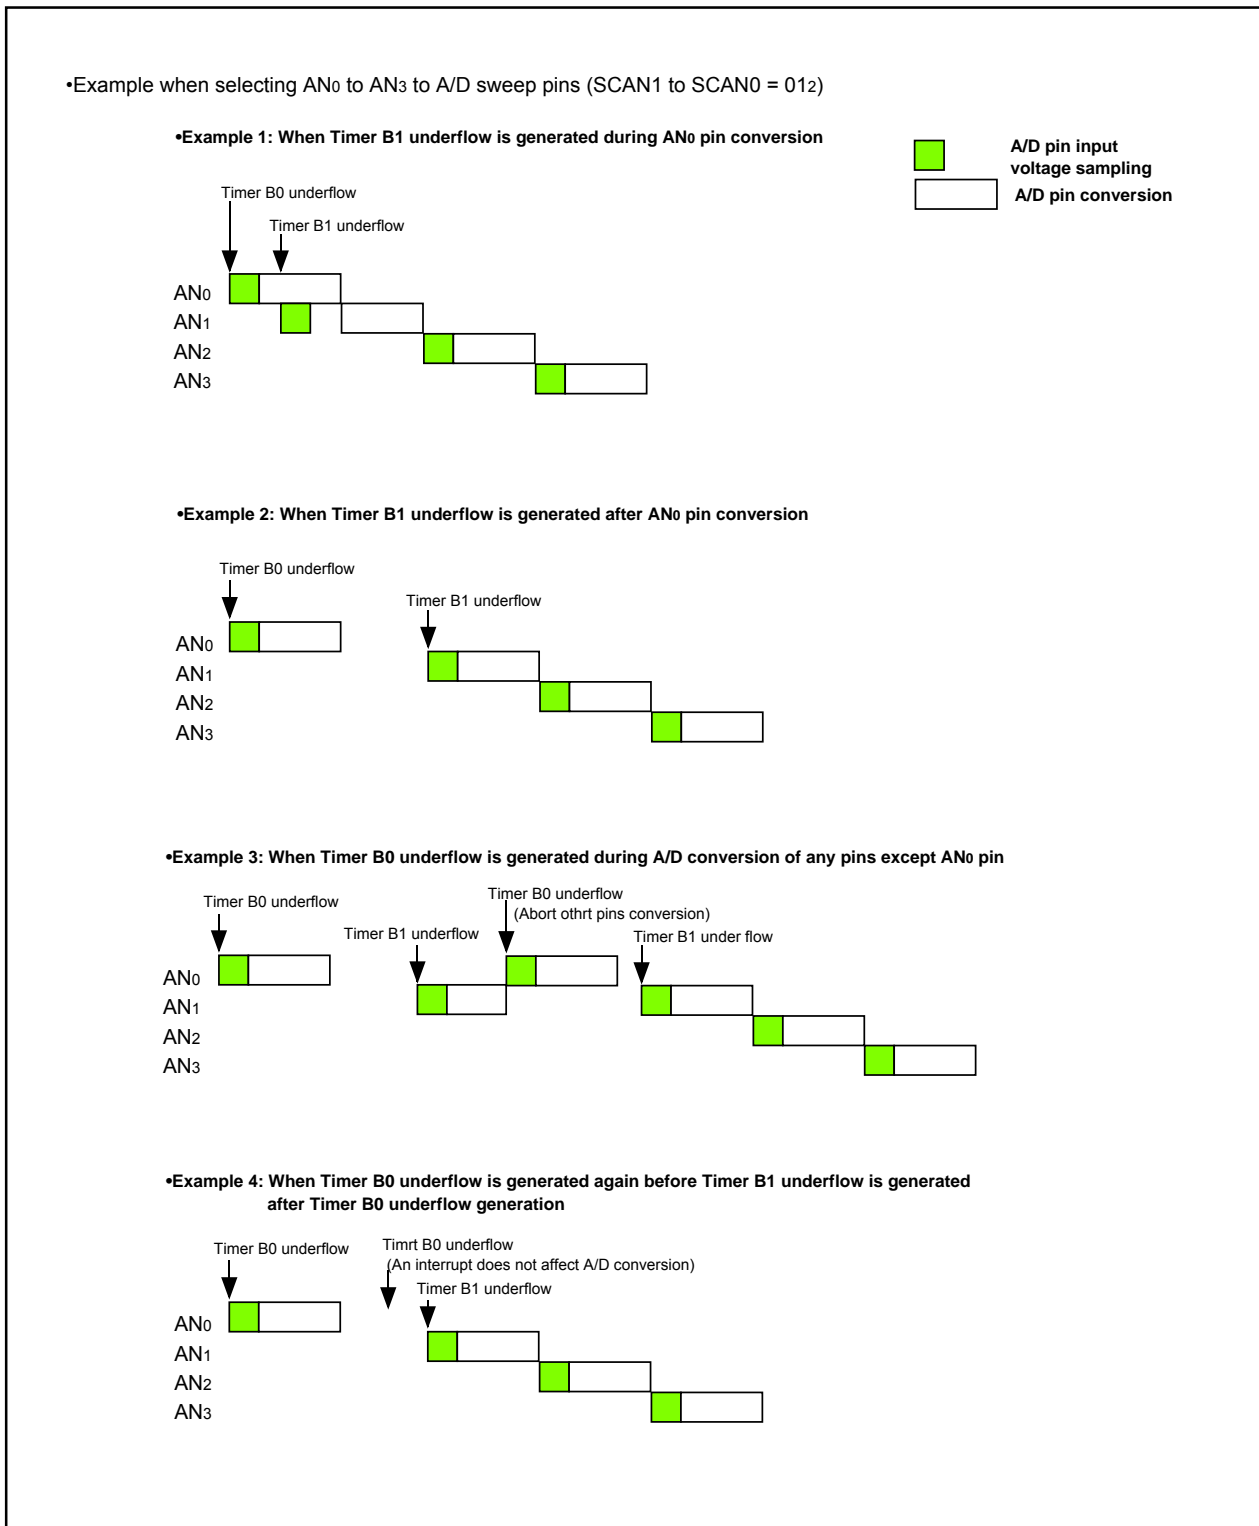 •Example when selecting AN0 to AN3 to A/D sweep pins (SCAN1 to SCAN0 = 012)
•Example 1: When Timer B1 underflow is generated during AN0 pin conversion
A/D pin input
voltage sampling
A/D pin conversion
Timer B0 underflow
Timer B1 underflow
AN0
AN1
AN2
AN3
•Example 2: When Timer B1 underflow is generated after AN0 pin conversion
Timer B0 underflow
Timer B1 underflow
AN0
AN1
AN2
AN3
•Example 3: When Timer B0 underflow is generated during A/D conversion of any pins except AN0 pin
Timer B0 underflow
Timer B1 underflow
Timer B0 underflow
(Abort othrt pins conversion)
Timer B1 under flow
AN0
AN1
AN2
AN3
•Example 4: When Timer B0 underflow is generated again before Timer B1 underflow is generated
after Timer B0 underflow generation
Timer B0 underflow
Timrt B0 underflow
(An interrupt does not affect A/D conversion)
Timer B1 underflow
AN0
AN1
AN2
AN3